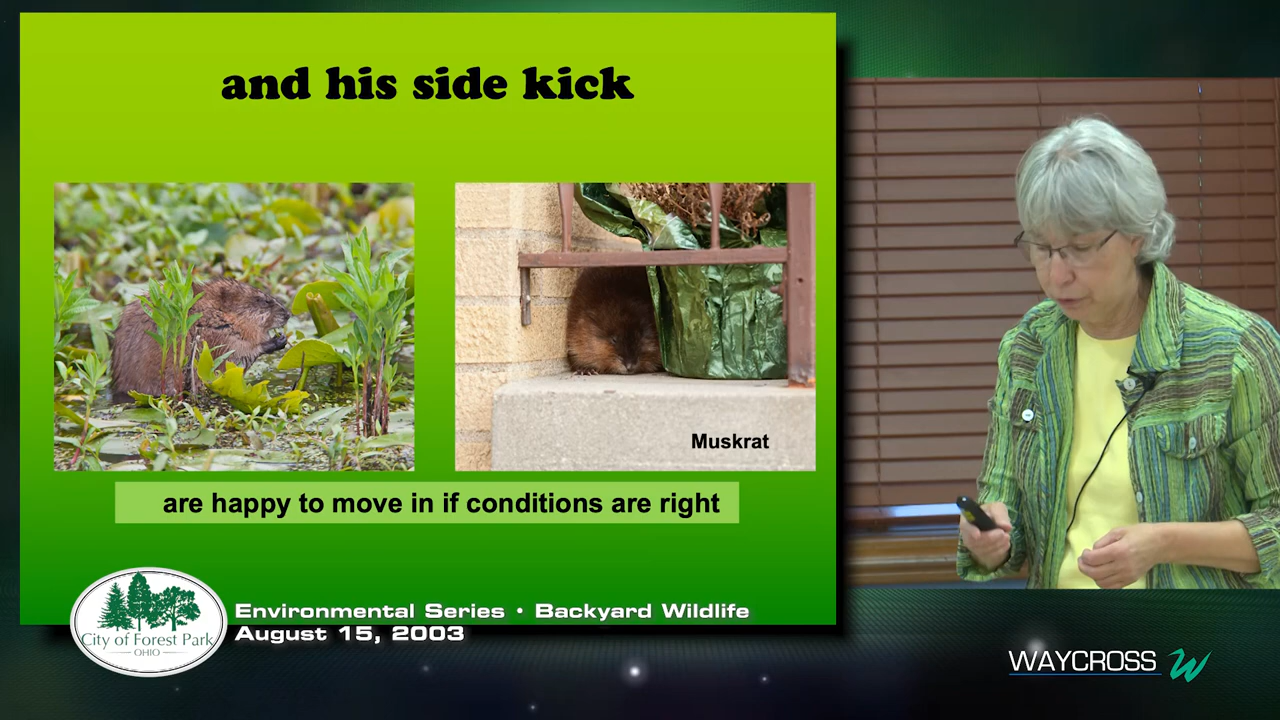 and his side kick
Muskrat
are happy to move in if conditions are right
City of Forest Park
OHIO
Environmental Series • Backyard Wildlife
August 15, 2003
WAYCROSS W